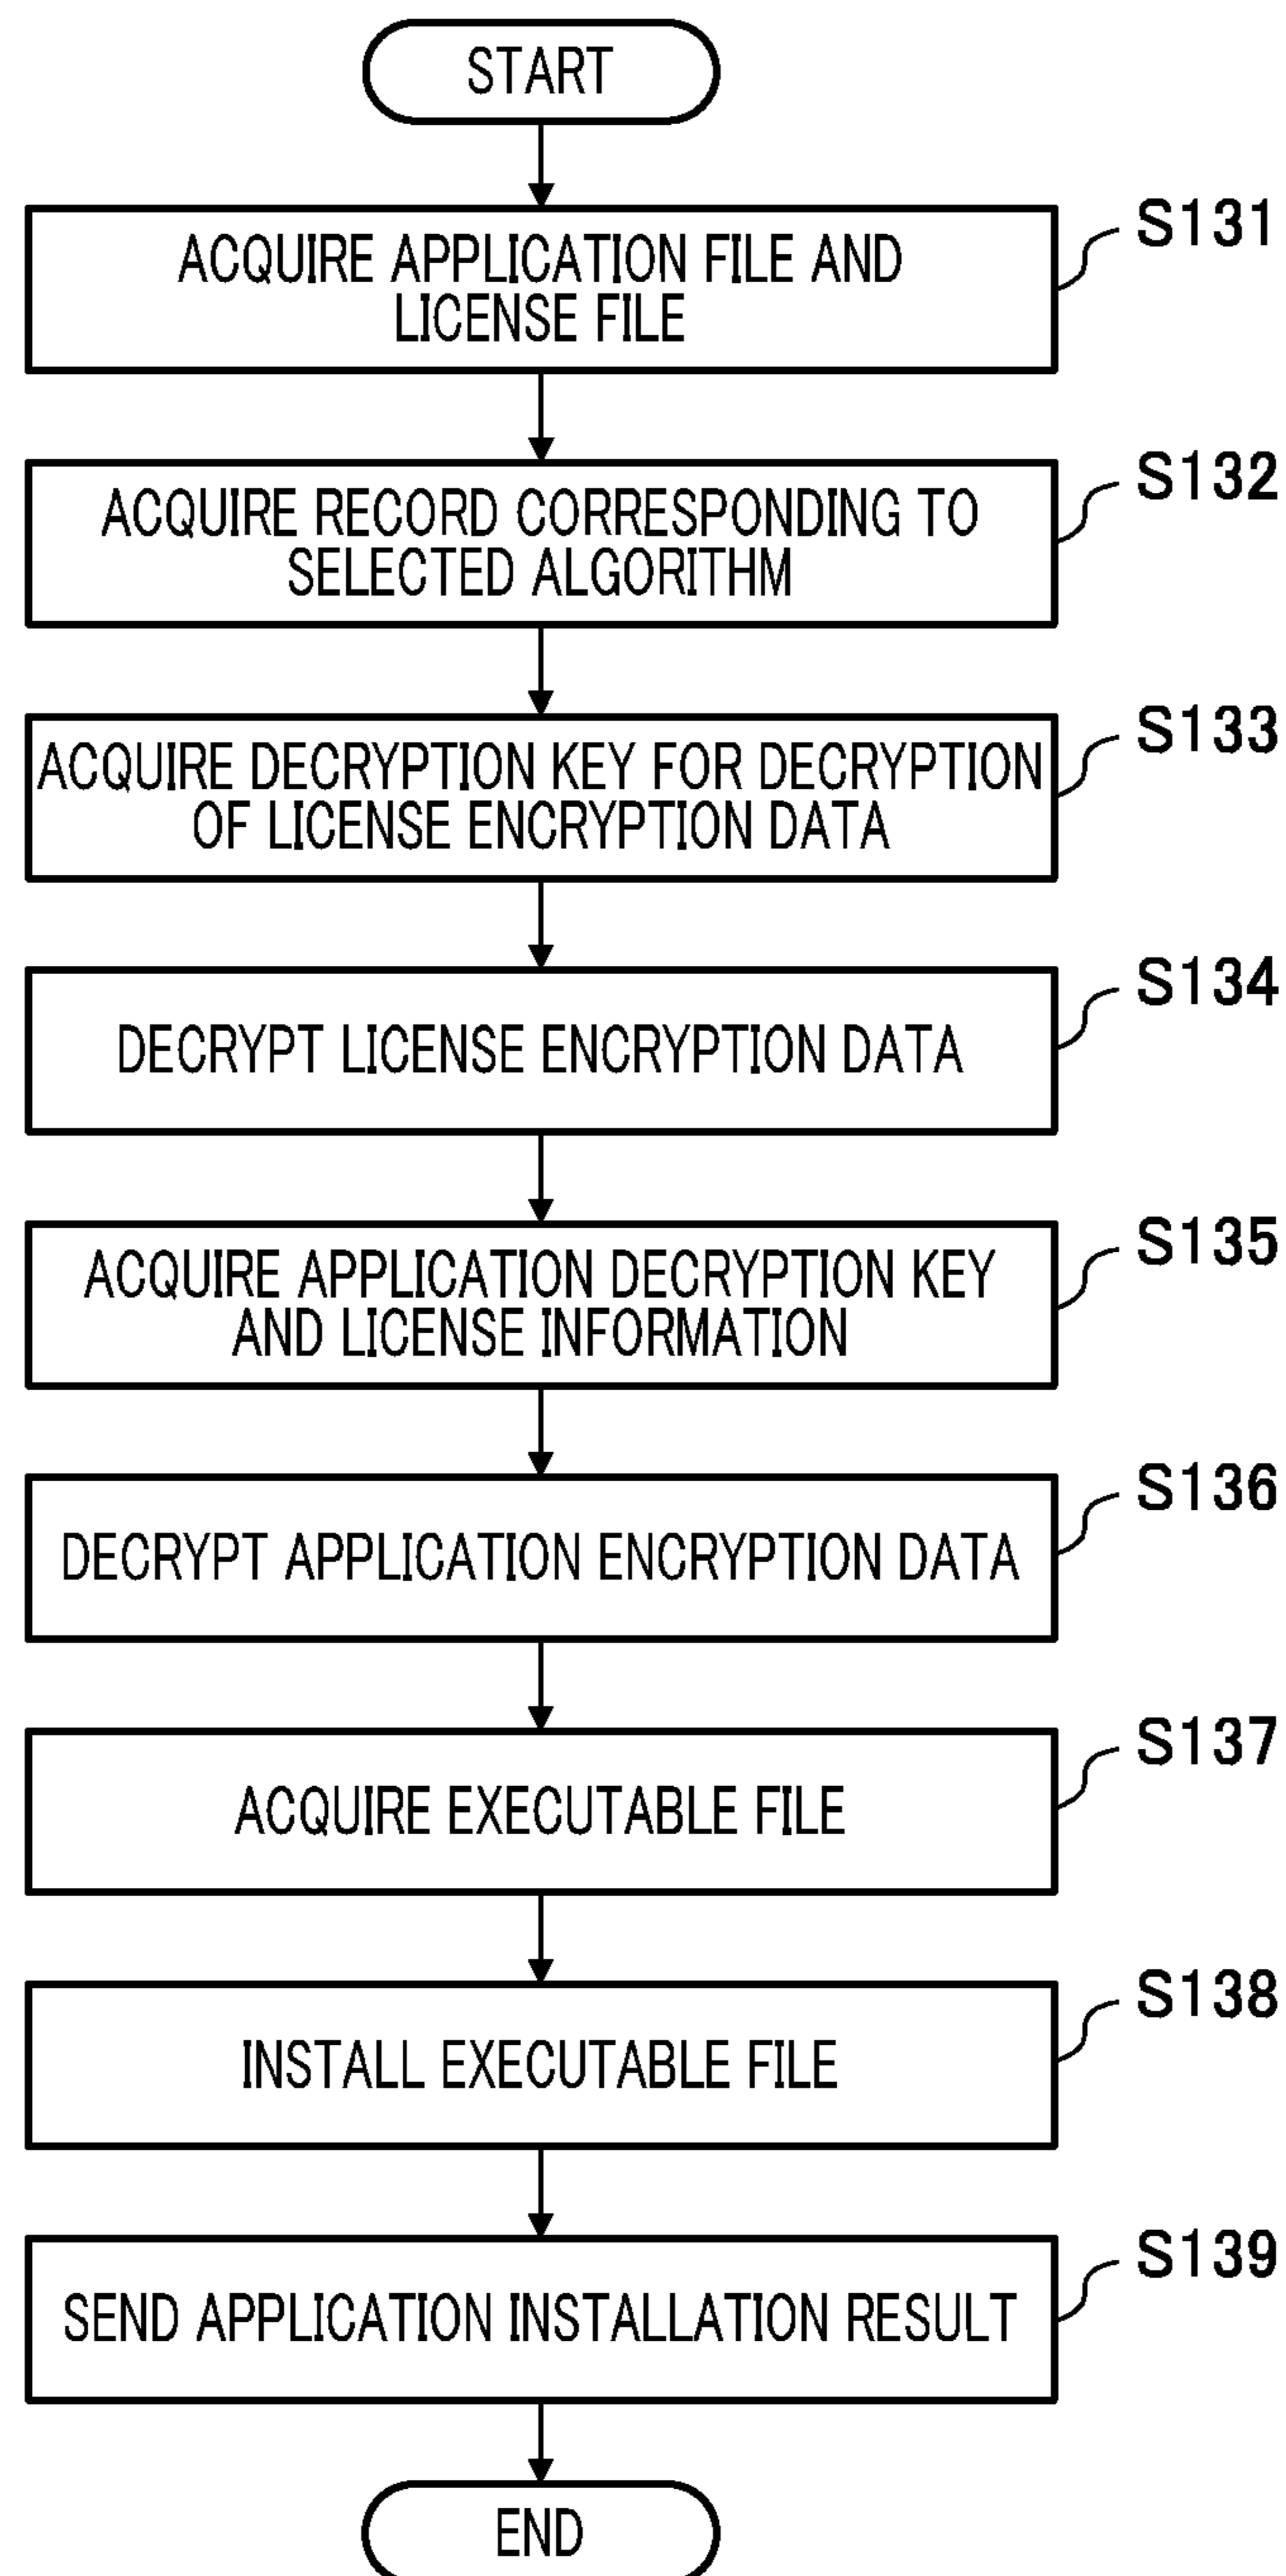 START
S131
ACQUIRE APPLICATION FILE AND
LICENSE FILE
S132
ACQUIRE RECORD CORRESPONDING TO
SELECTED ALGORITHM
S133
ACQUIRE DECRYPTION KEY FOR DECRYPTION
OF LICENSE ENCRYPTION DATA
S134
DECRYPT LICENSE ENCRYPTION DATA
S135
ACQUIRE APPLICATION DECRYPTION KEY
AND LICENSE INFORMATION
S136
DECRYPT APPLICATION ENCRYPTION DATA
S137
ACQUIRE EXECUTABLE FILE
S138
INSTALL EXECUTABLE FILE
S139
SEND APPLICATION INSTALLATION RESULT
END